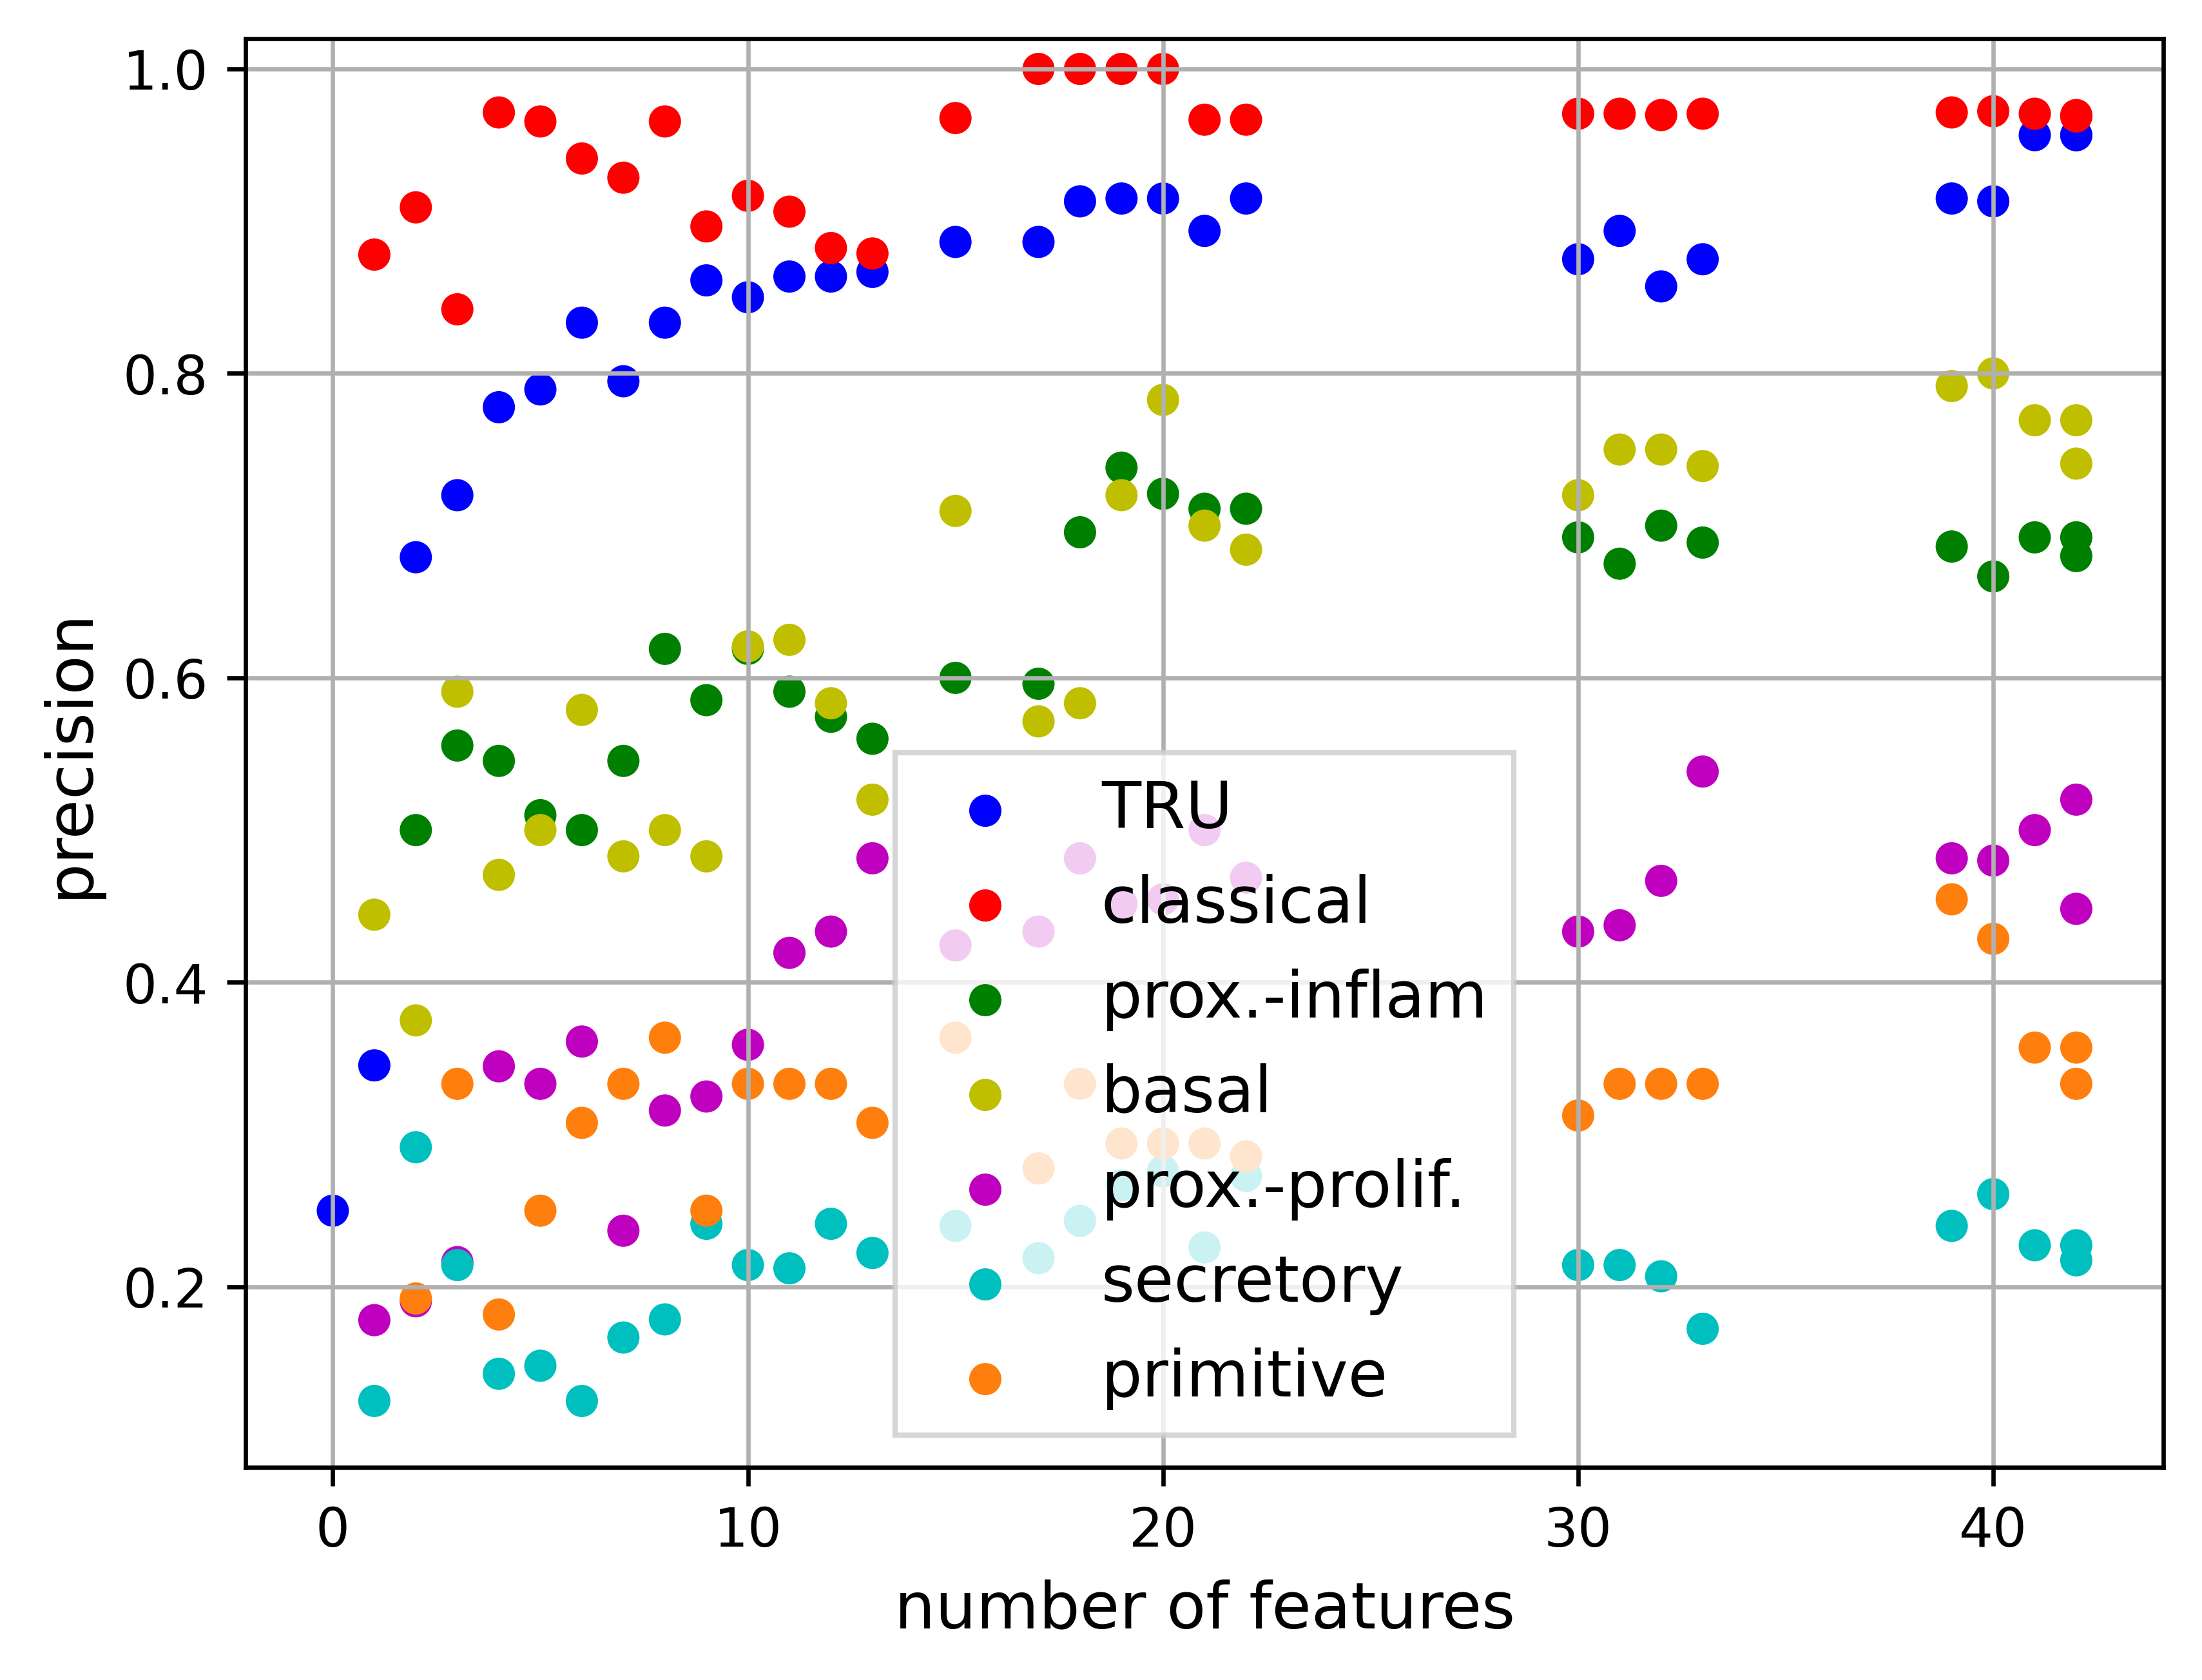 1.0
0.8
0.6
0.4
0.2
precision
TRU
classical
prox.-inflam
basal
prox.-prolif.
secretory
primitive
0 10 20 30 40
number of features